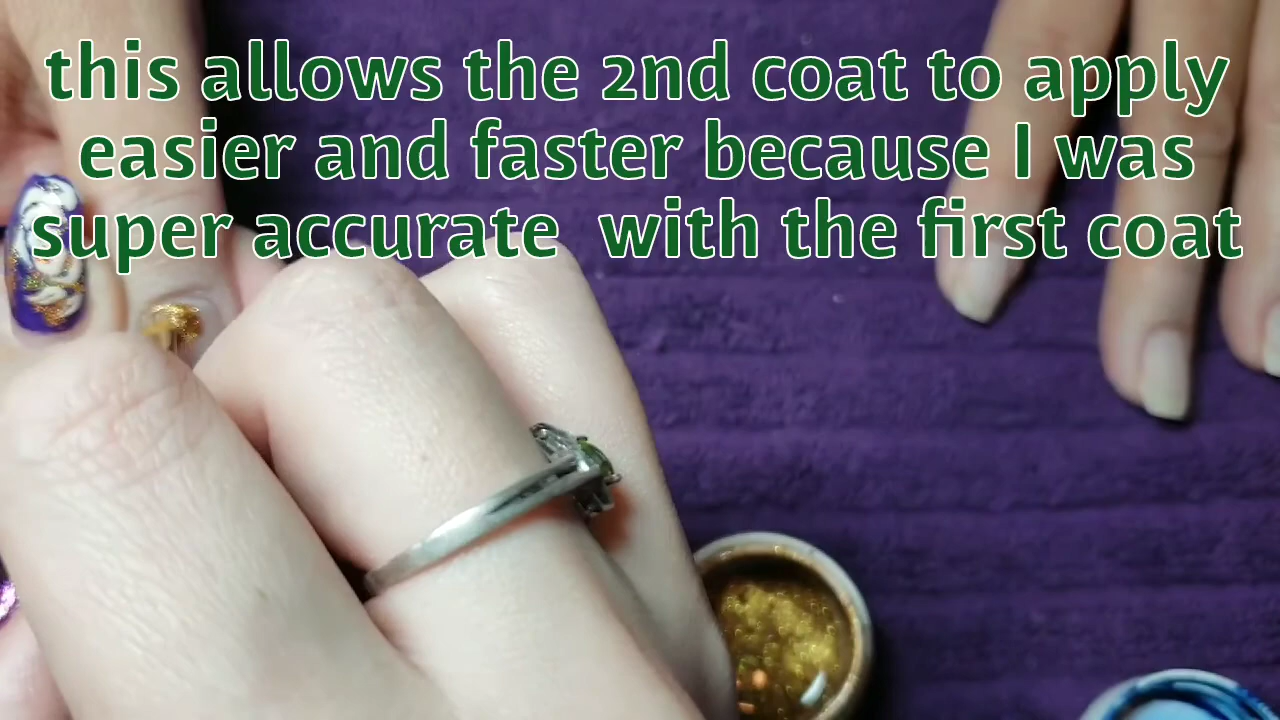 this allows the 2nd coat to apply
easier and faster because I was
super accurate  with the first coat